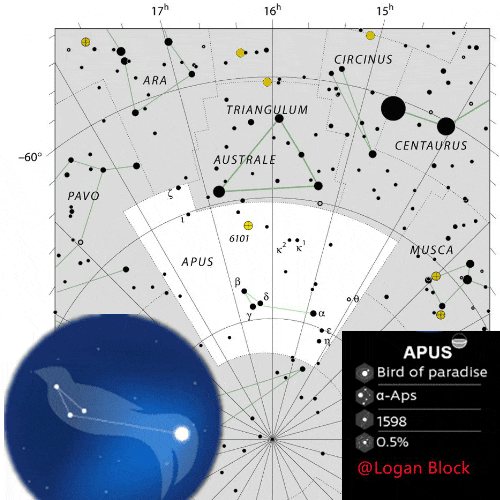 17h
16h
15h
ARA
CIRCINUS
TRIANGULUM
AUSTRALE
CENTAURUS
–60°
PAVO
ζ
ι
6101
κ² κ¹
MUSCA
APUS
β
δ
γ
α
θ
ε
η
APUS
Bird of paradise
α-Aps
1598
0.5%
@Logan Block